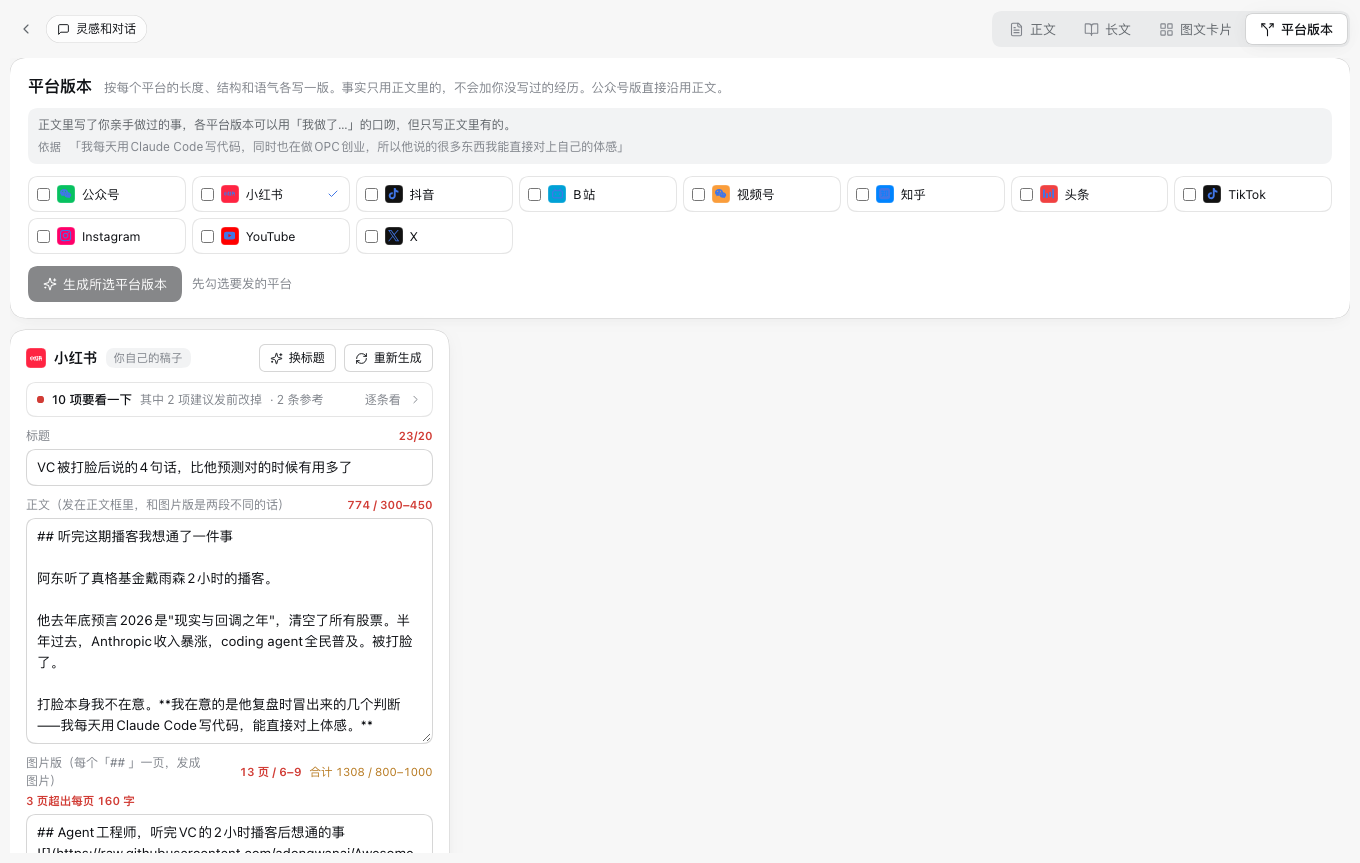 灵感和对话
正文
长文
图文卡片
平台版本
平台版本 按每个平台的长度、结构和语气各写一版。事实只用正文里的，不会加你没写过的经历。公众号版直接沿用正文。
正文里写了你亲手做过的事，各平台版本可以用「我做了…」的口吻，但只写正文里有的。
依据 「我每天用Claude Code写代码，同时也在做OPC创业，所以他说的很多东西我能直接对上自己的体感」
公众号
小红书
抖音
B站
视频号
知乎
头条
TikTok
Instagram
YouTube
X
生成所选平台版本 先勾选要发的平台
小红书 你自己的稿子 换标题 重新生成
10 项要看一下 其中 2 项建议发前改掉 · 2 条参考 逐条看
标题 23/20
VC被打脸后说的4句话，比他预测对的时候有用多了
正文（发在正文框里，和图片版是两段不同的话） 774 / 300–450
## 听完这期播客我想通了一件事
阿东听了真格基金戴雨森2小时的播客。
他去年底预言2026是"现实与回调之年"，清空了所有股票。半
年过去，Anthropic收入暴涨，coding agent全民普及。被打脸
了。
打脸本身我不在意。**我在意的是他复盘时冒出来的几个判断
——我每天用Claude Code写代码，能直接对上体感。**
图片版（每个「## 」一页，发成
图片） 13 页 / 6–9 合计 1308 / 800–1000
3 页超出每页 160 字
## Agent工程师，听完VC的2小时播客后想通的事